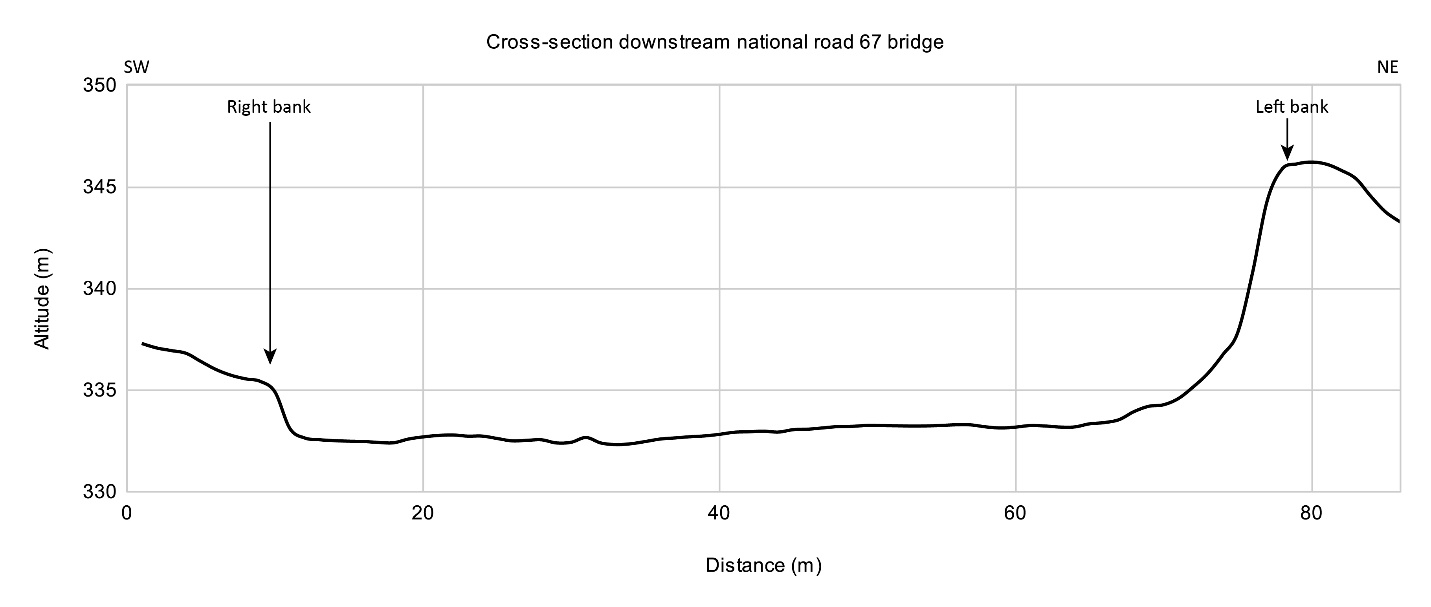 Cross-section downstream national road 67 bridge
SW
NE
350
Right bank
Left bank
345
340
335
330
Altitude (m)
0
20
40
60
80
Distance (m)